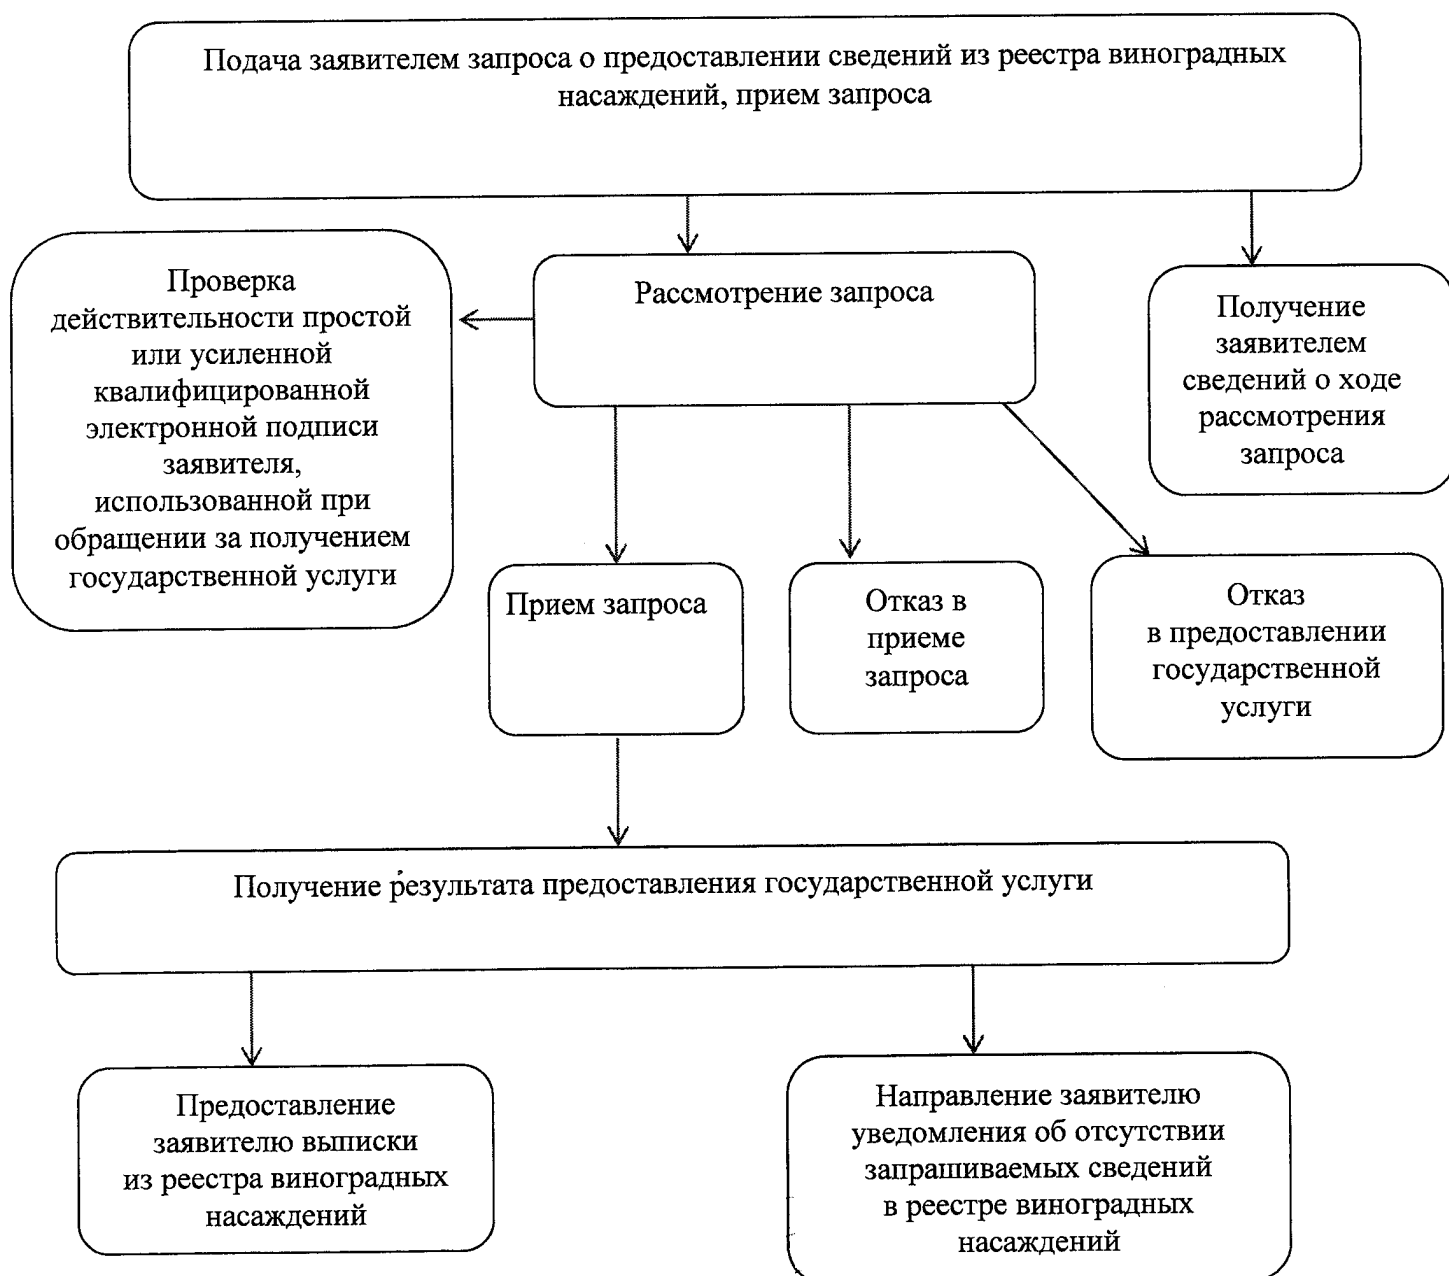 Подача заявителем запроса о предоставлении сведений из реестра виноградных
насаждений, прием запроса
Проверка
действительности простой
или усиленной
квалифицированной
электронной подписи
заявителя,
использованной при
обращении за получением
государственной услуги
Рассмотрение запроса
Получение
заявителем
сведений о ходе
рассмотрения
запроса
Прием запроса
Отказ в
приеме
запроса
Отказ
в предоставлении
государственной
услуги
Получение результата предоставления государственной услуги
Предоставление
заявителю выписки
из реестра виноградных
насаждений
Направление заявителю
уведомления об отсутствии
запрашиваемых сведений
в реестре виноградных
насаждений